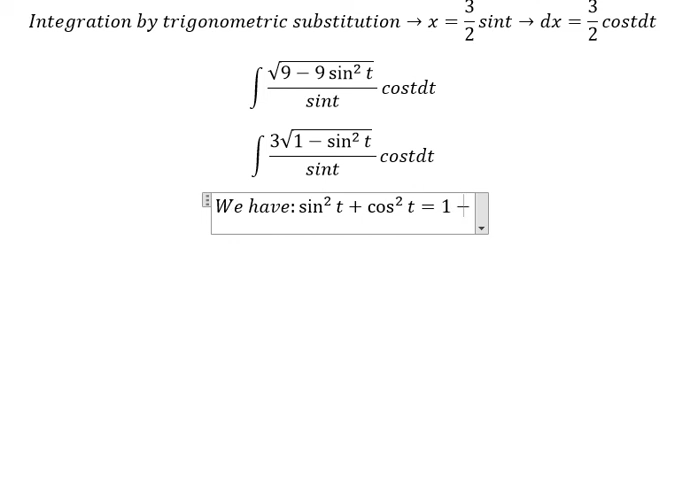 Integration by trigonometric substitution → x = 3/2 sint → dx = 3/2 costdt
∫ √(9 − 9 sin² t) / sint costdt
∫ 3√(1 − sin² t) / sint costdt
We have: sin² t + cos² t = 1 −